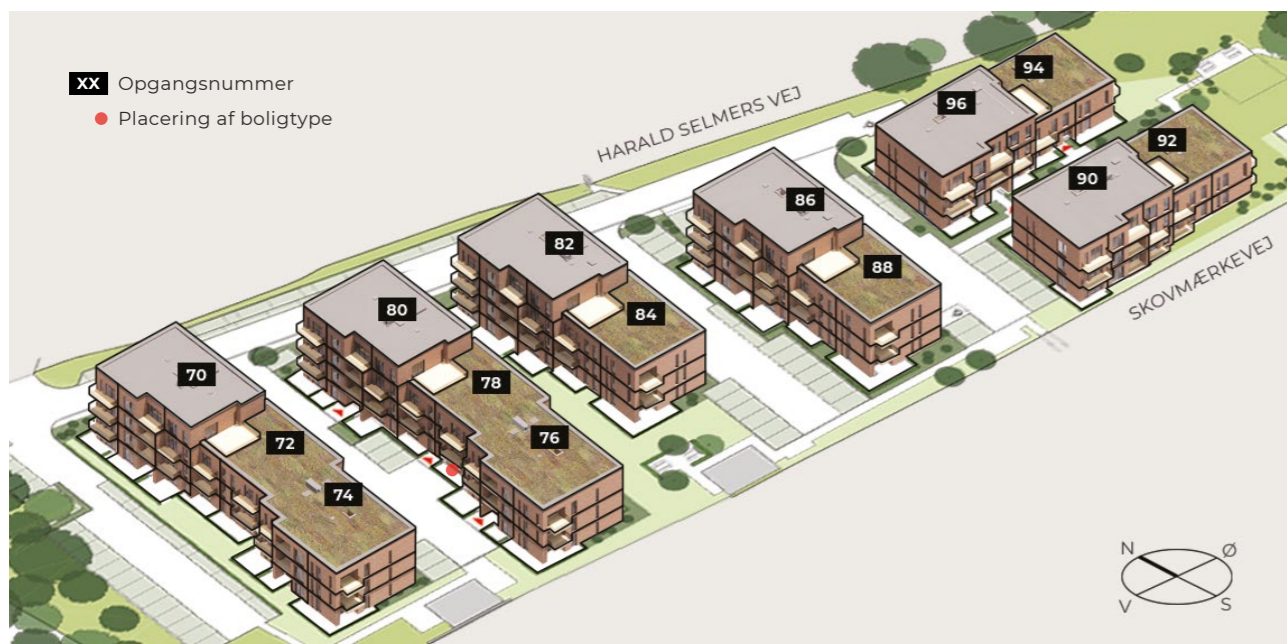 XX Opgangsnummer
Placering af boligtype
HARALD SELMERS VEJ
SKOVMÆRKEVEJ
94
96
92
90
86
88
82
84
80
78
76
70
72
74
N
Ø
V
S